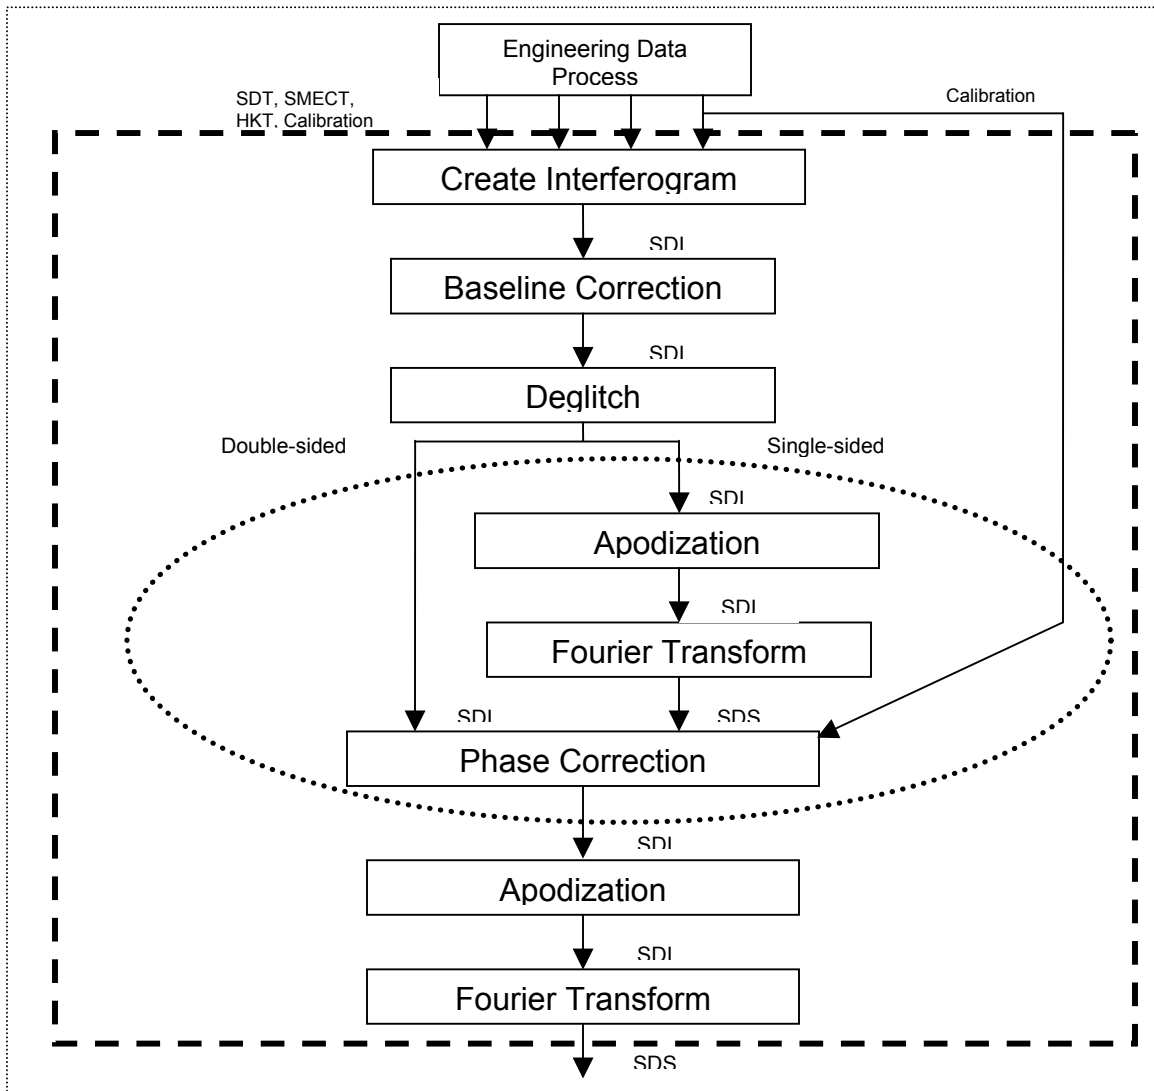 Engineering Data
Process
SDT, SMECT,
HKT, Calibration
Calibration
Create Interferogram
SDI
Baseline Correction
SDI
Deglitch
Double-sided
Single-sided
SDI
Apodization
SDI
Fourier Transform
SDI
SDS
Phase Correction
SDI
Apodization
SDI
Fourier Transform
SDS